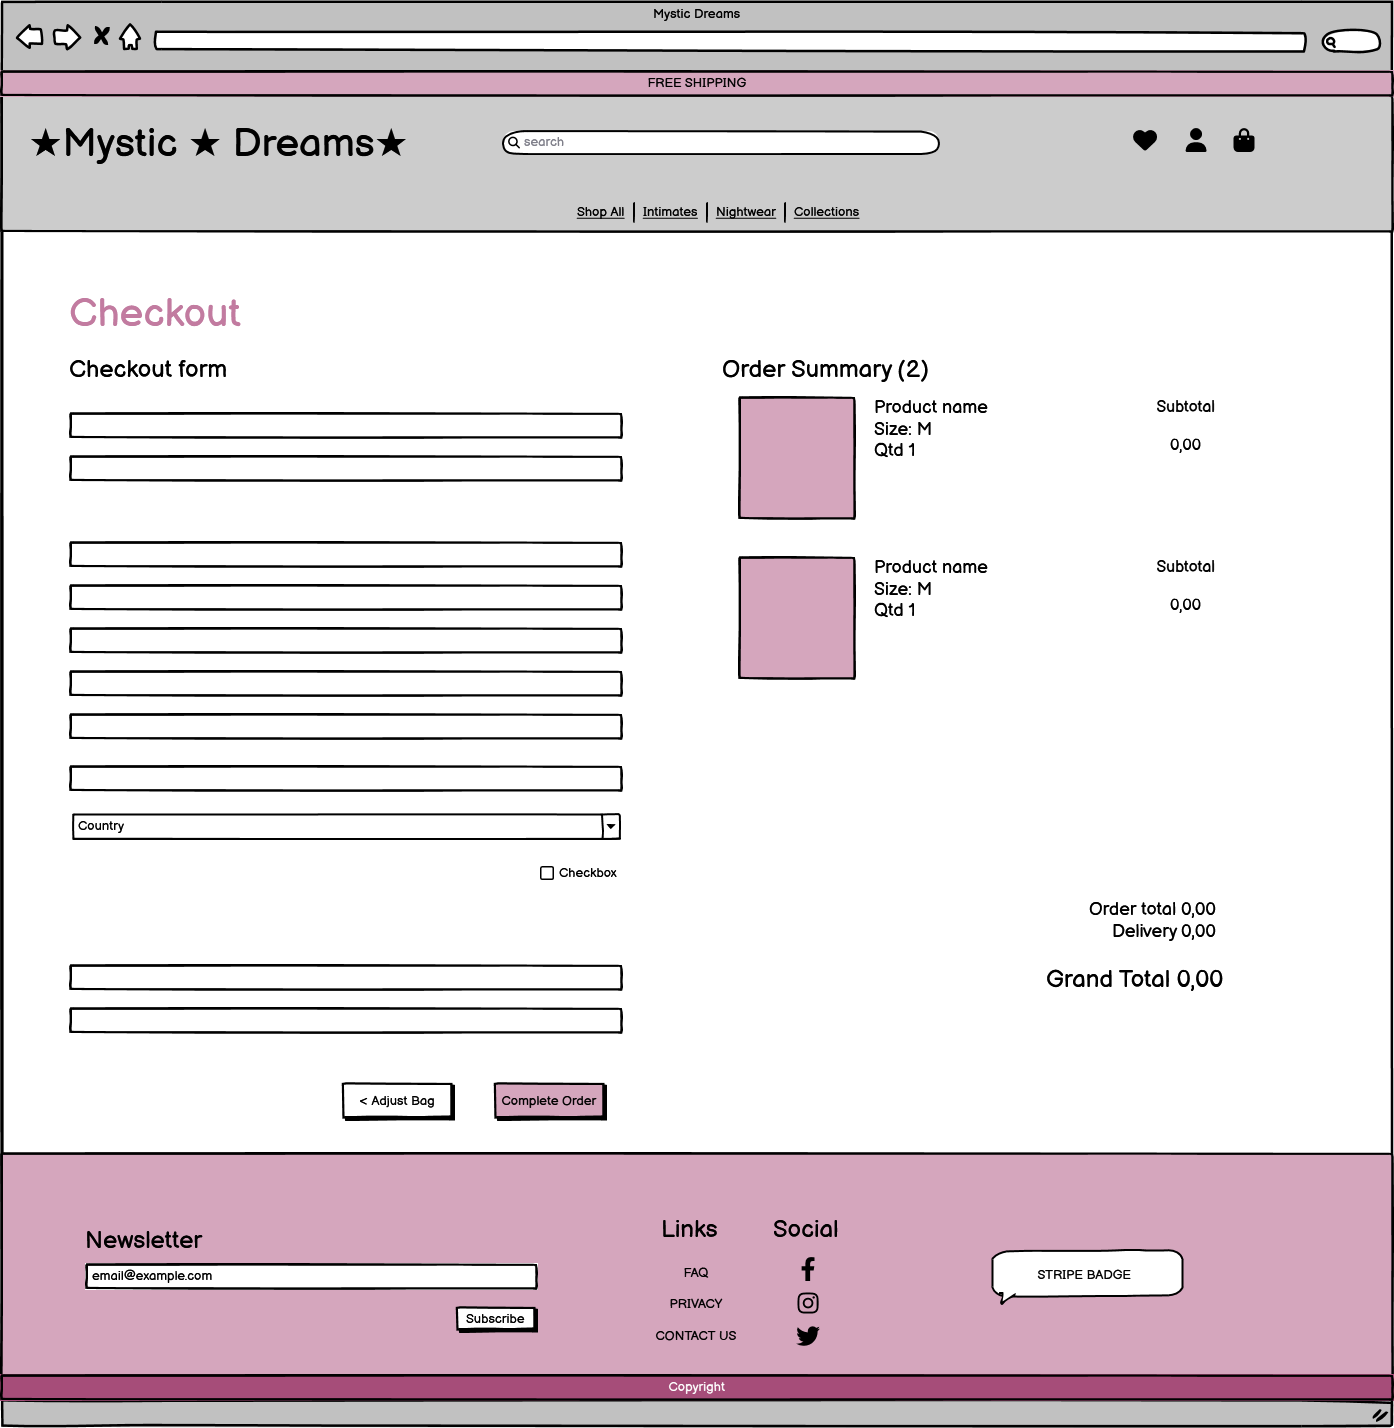 Mystic Dreams
FREE SHIPPING
★Mystic ★ Dreams★
search
Shop All | Intimates | Nightwear | Collections
Checkout
Checkout form
Country
Checkbox
< Adjust Bag
Complete Order
Order Summary (2)
Product name
Size: M
Qtd 1
Subtotal
0,00
Product name
Size: M
Qtd 1
Subtotal
0,00
Order total 0,00
Delivery 0,00
Grand Total 0,00
Newsletter
email@example.com
Subscribe
Links
FAQ
PRIVACY
CONTACT US
Social
STRIPE BADGE
Copyright